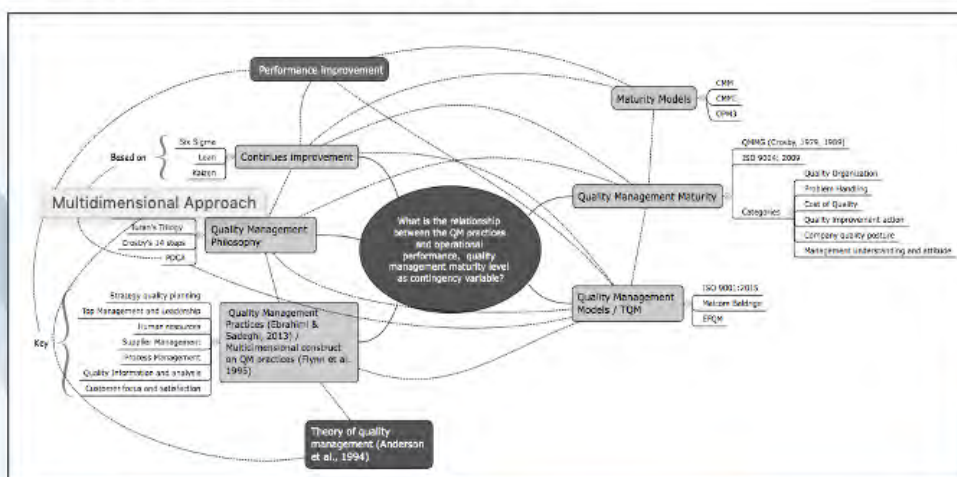 Performance improvement
Maturity Models
CMM
CMMI
OPM3
Based on
Six Sigma
Lean
Kaizen
Continues improvement
QMMG (Crosby, 1979, 1989)
ISO 9004: 2009
Quality Management Maturity
Categories
Quality Organization
Problem Handling
Cost of Quality
Quality Improvement action
Company quality posture
Management understanding and attitude
Multidimensional Approach
Juran's Trilogy
Crosby's 14 steps
PDCA
Quality Management
Philosophy
What is the relationship
between the QM practices
and operational
performance, quality
management maturity level
as contingency variable?
Quality Management
Models / TQM
ISO 9001:2015
Malcom Baldrige
EFQM
Key
Strategy quality planning
Top Management and Leadership
Human resources
Supplier Management
Process Management
Quality Information and analysis
Customer focus and satisfaction
Quality Management
Practices (Ebrahimi &
Sadeghi, 2013) /
Multidimensional construct
on QM practices (Flynn et al.
1995)
Theory of quality
management (Anderson
et al., 1994)